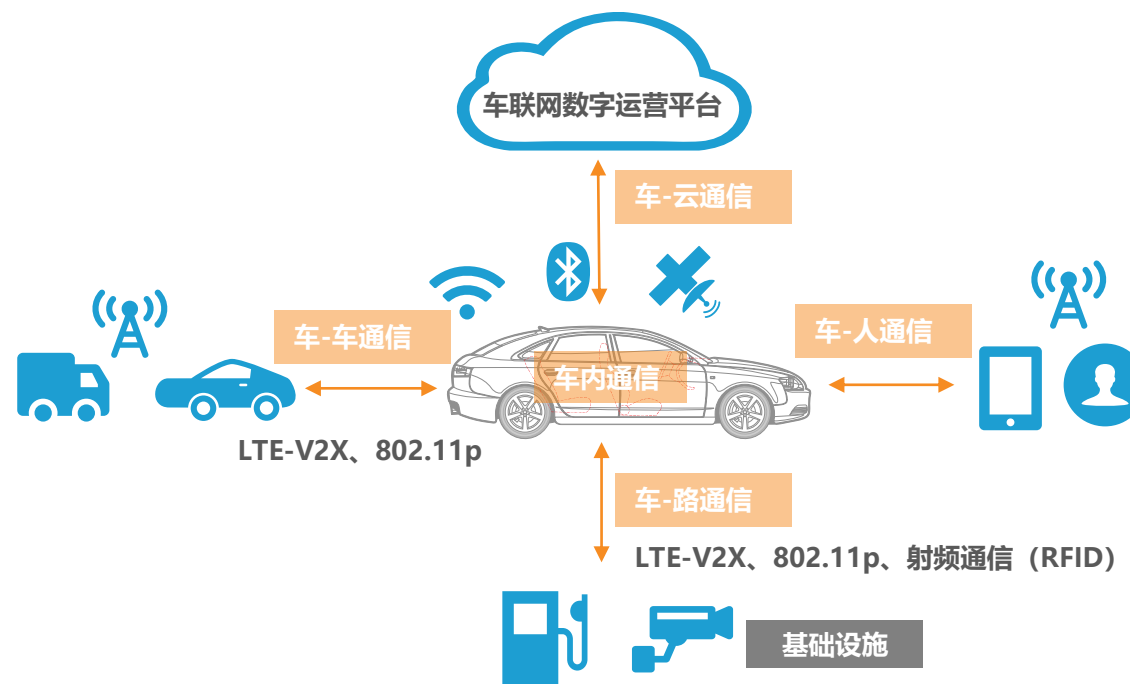 车联网数字运营平台
车-云通信
车-车通信
车-人通信
车内通信
LTE-V2X、802.11p
车-路通信
LTE-V2X、802.11p、射频通信（RFID）
基础设施